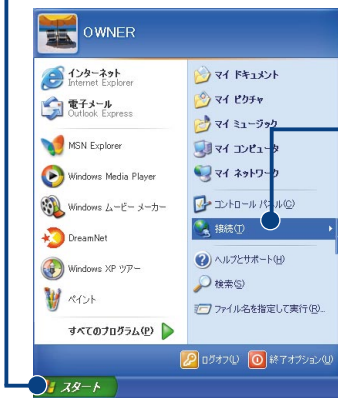 OWNER
インターネット
Internet Explorer
電子メール
Outlook Express
MSN Explorer
Windows Media Player
Windows ムービー メーカー
DreamNet
Windows XP ツアー
ペイント
すべてのプログラム(P)
マイ ドキュメント
マイ ピクチャ
マイ ミュージック
マイ コンピュータ
マイ ネットワーク
コントロール パネル(C)
接続(T)
ヘルプとサポート(H)
検索(S)
ファイル名を指定して実行(R)...
ログオフ(L)
終了オプション(U)
スタート